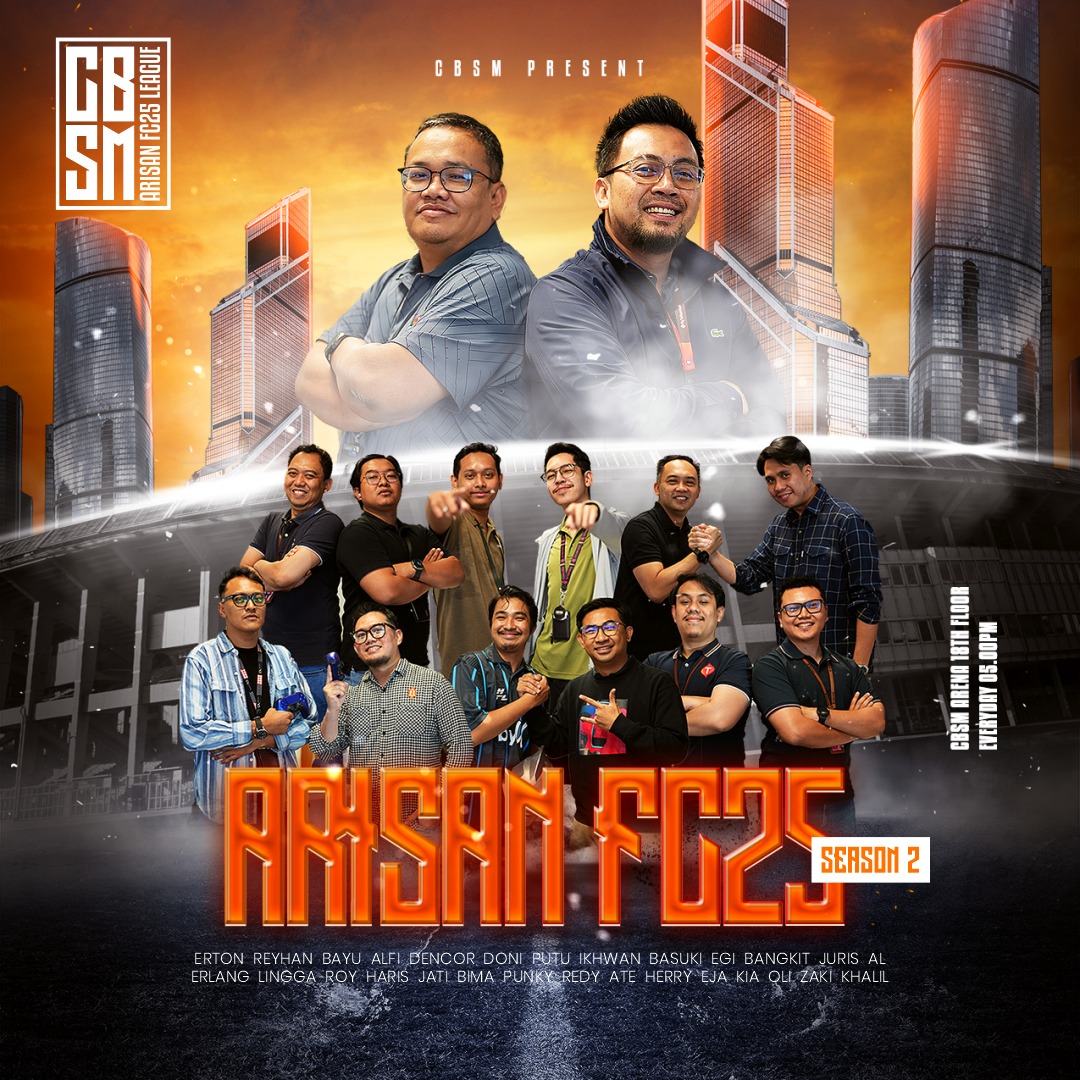 CBSM PRESENT
CB
SM
ARISAN FC25 LEAGUE
CBSM ARENA 18TH FLOOR
EVERYDAY 05.00PM
ARISAN FC25
SEASON 2
ERTON REYHAN BAYU ALFI DENCOR DONI PUTU IKHWAN BASUKI EGI BANGKIT JURIS AL
ERLANG LINGGA ROY HARIS JATI BIMA PUNKY REDY ATE HERRY EJA KIA OLI ZAKI KHALIL